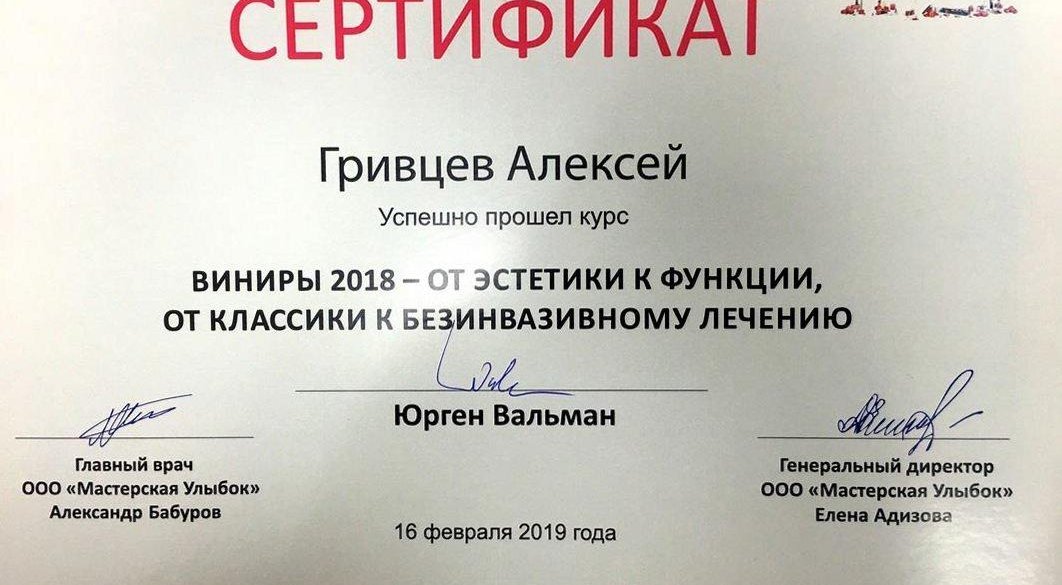 СЕРТИФИКАТ
Гривцев Алексей
Успешно прошел курс
ВИНИРЫ 2018 – ОТ ЭСТЕТИКИ К ФУНКЦИИ,
ОТ КЛАССИКИ К БЕЗИНВАЗИВНОМУ ЛЕЧЕНИЮ
Юрген Вальман
Главный врач
ООО «Мастерская Улыбок»
Александр Бабуров
Генеральный директор
ООО «Мастерская Улыбок»
Елена Адизова
16 февраля 2019 года